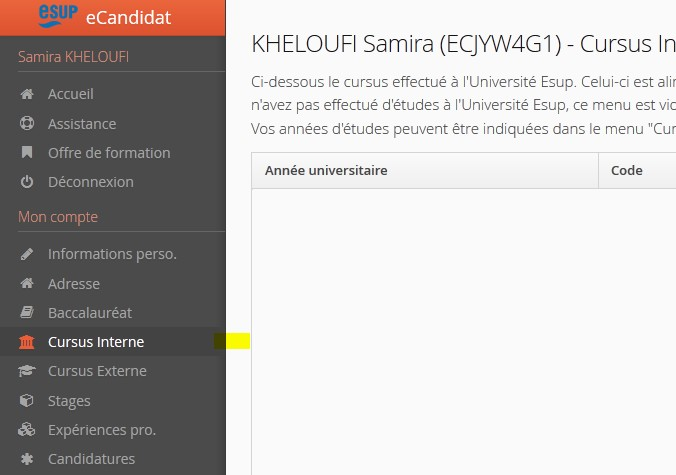 esup eCandidat
Samira KHELOUFI
Accueil
Assistance
Offre de formation
Déconnexion
Mon compte
Informations perso.
Adresse
Baccalauréat
Cursus Interne
Cursus Externe
Stages
Expériences pro.
Candidatures
KHELOUFI Samira (ECJYW4G1) - Cursus In
Ci-dessous le cursus effectué à l'Université Esup. Celui-ci est alin
n'avez pas effectué d'études à l'Université Esup, ce menu est vic
Vos années d'études peuvent être indiquées dans le menu "Cur
Année universitaire Code